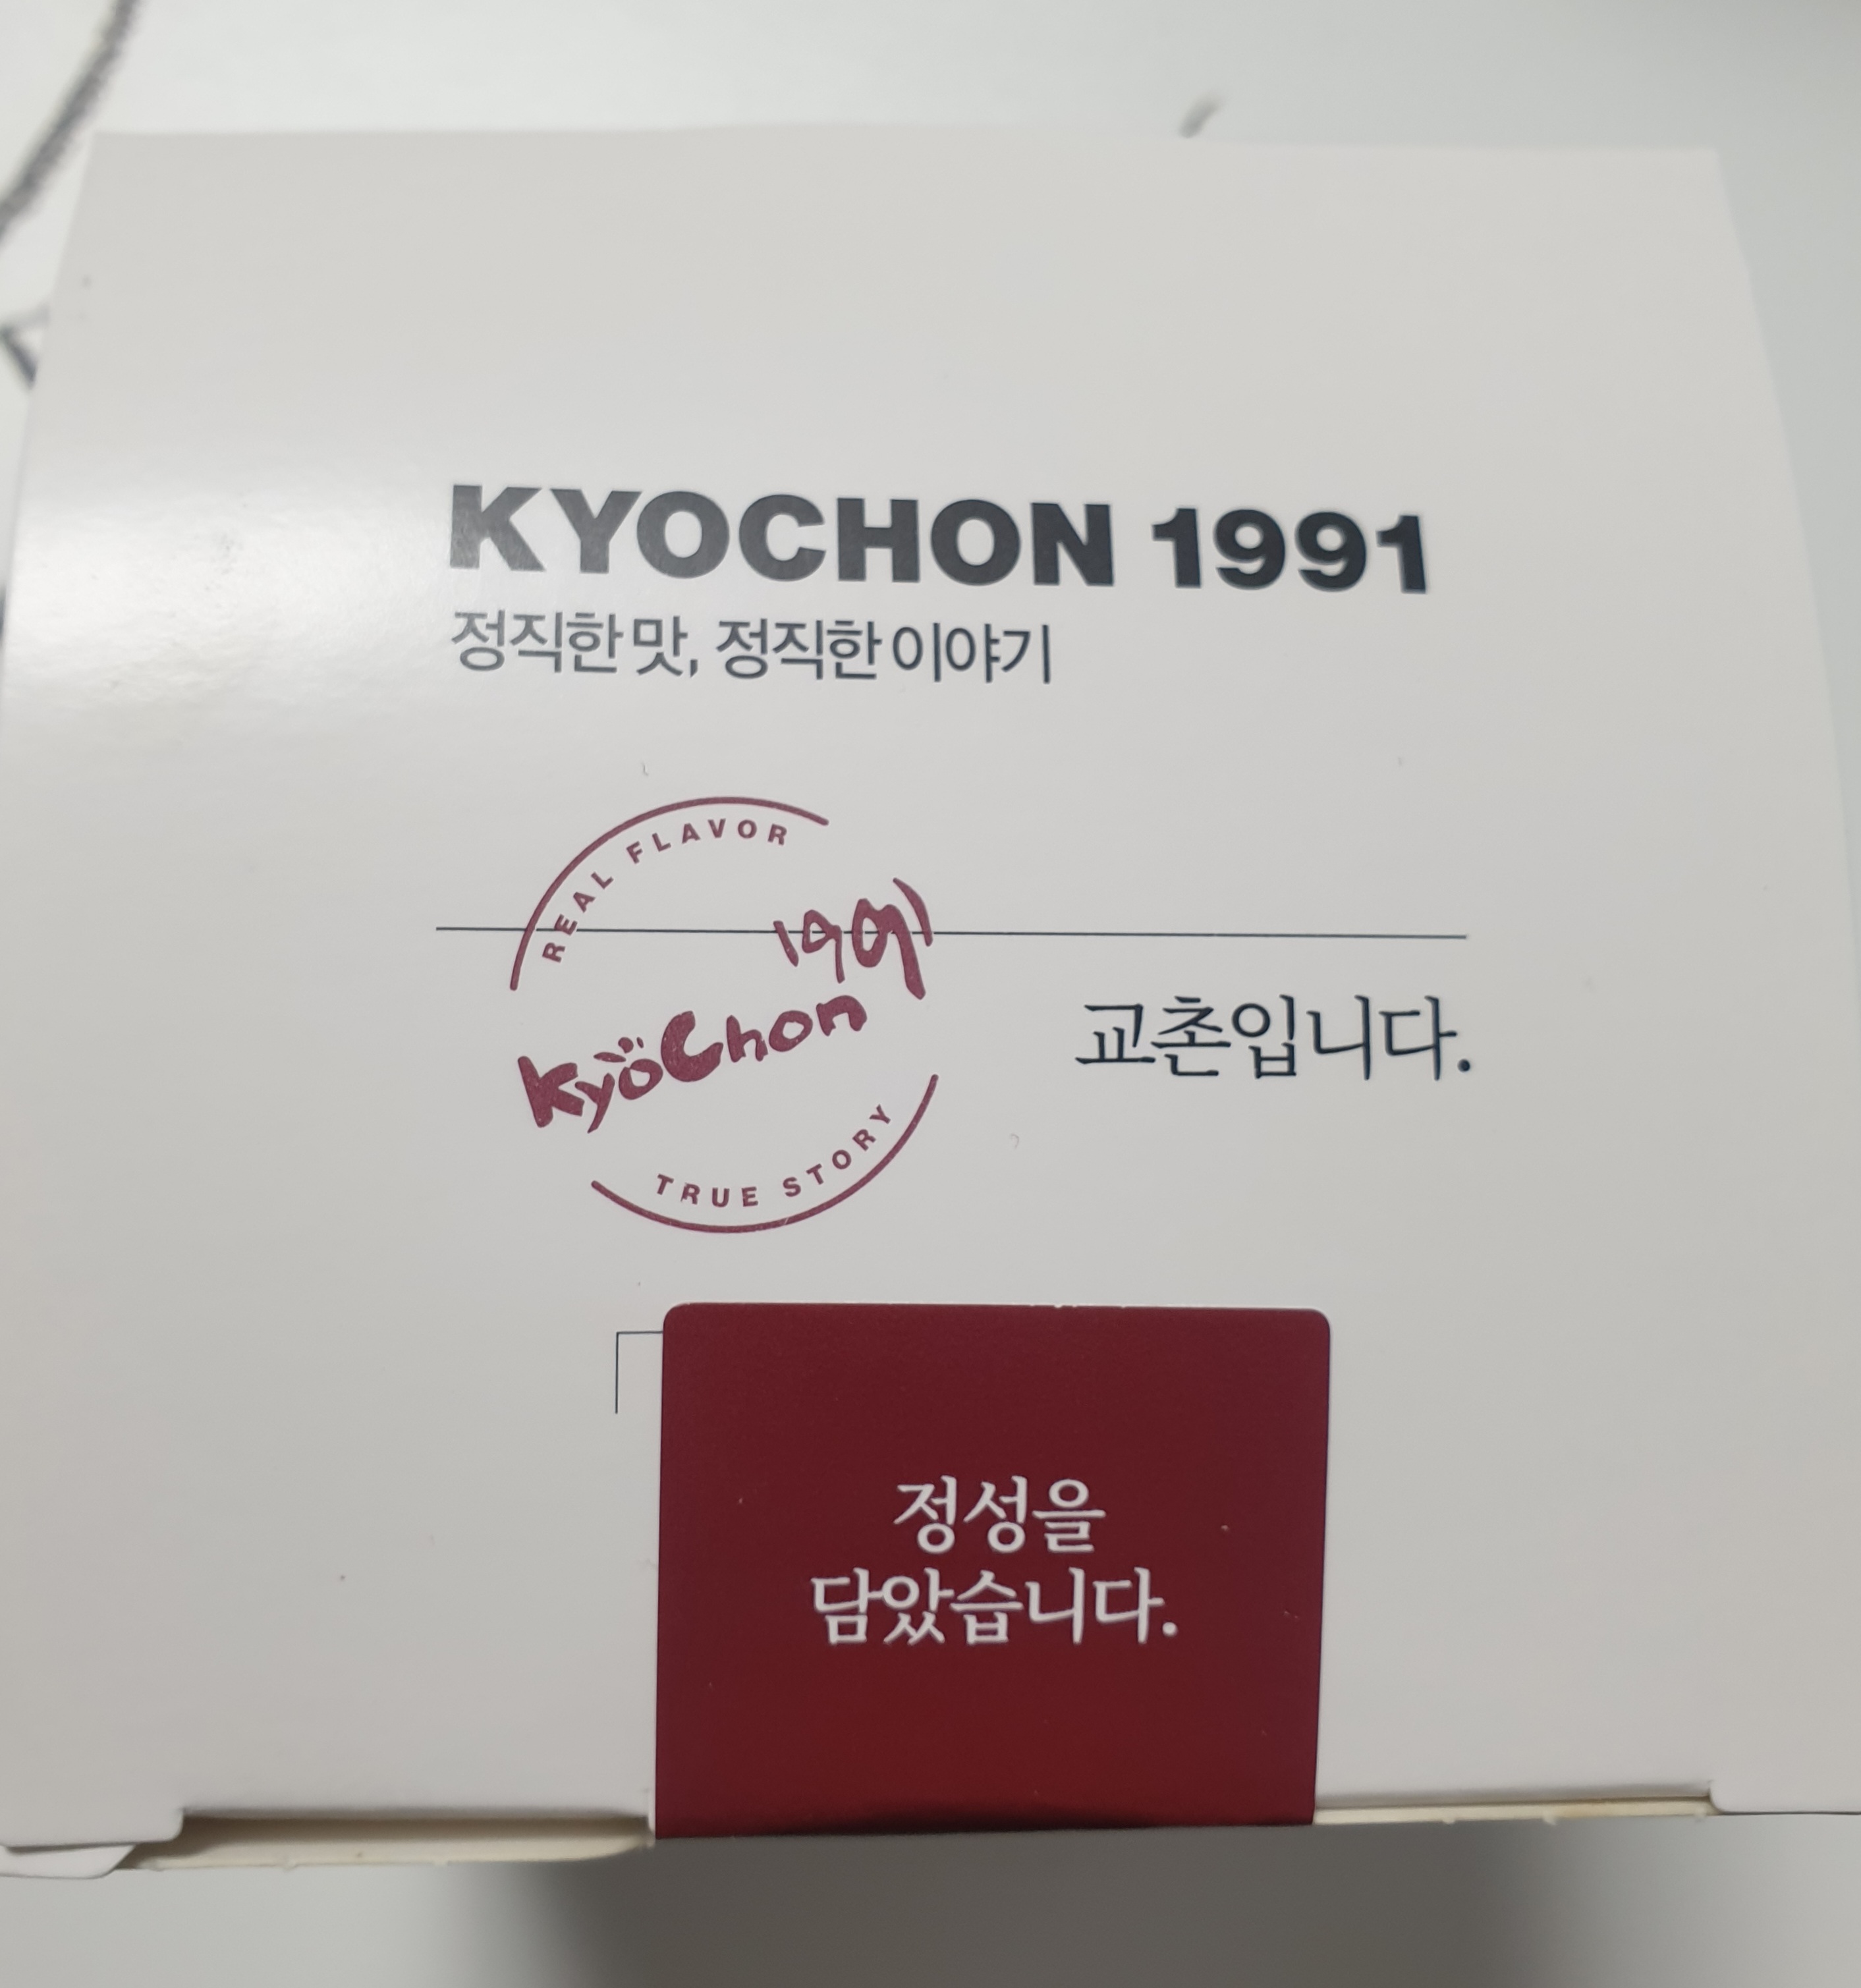 KYOCHON 1991
정직한 맛, 정직한 이야기
REAL FLAVOR
1991
kyoChon
TRUE STORY
교촌입니다.
정성을
담았습니다.